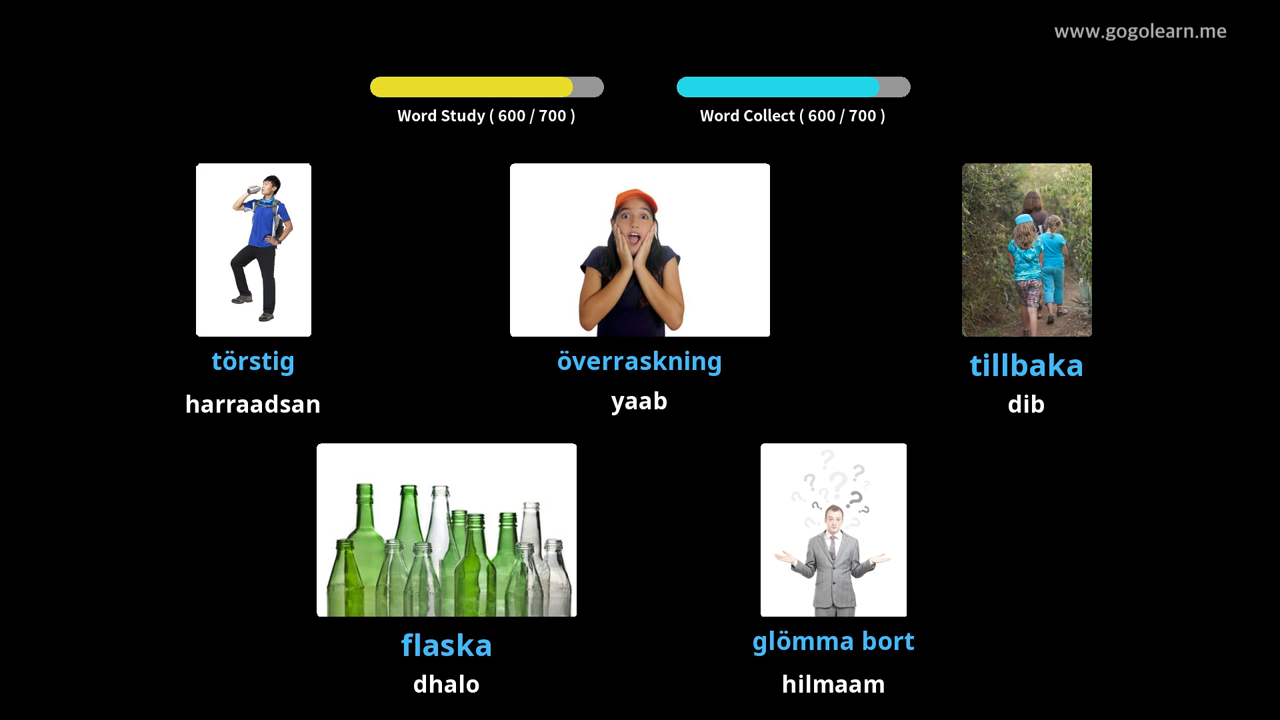 www.gogolearn.me
Word Study ( 600 / 700 )
Word Collect ( 600 / 700 )
törstig
harraadsan
överraskning
yaab
tillbaka
dib
flaska
dhalo
glömma bort
hilmaam